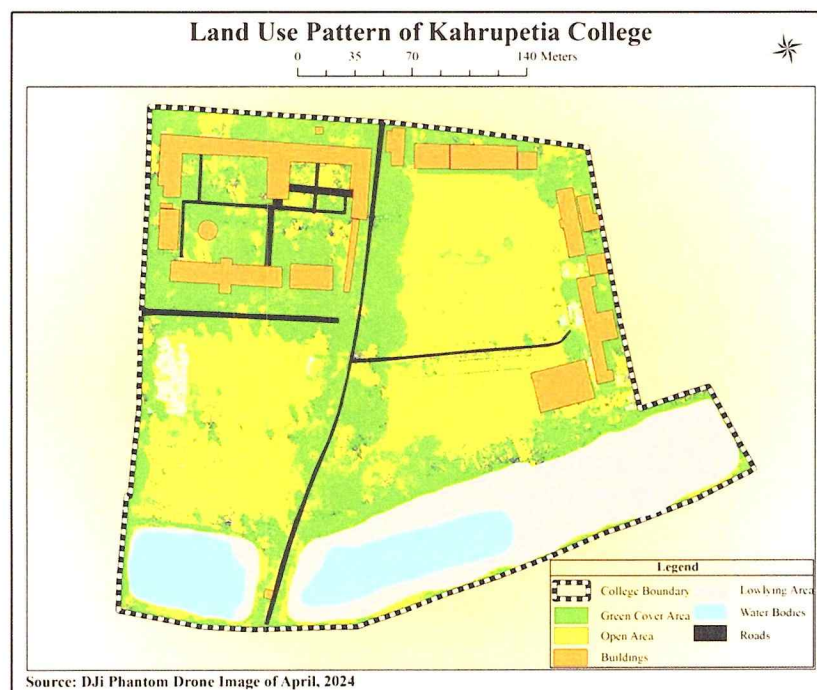 Land Use Pattern of Kahrupetia College
0 35 70 140 Meters
Legend
College Boundary
Green Cover Area
Open Area
Buildings
Lowlying Area
Water Bodies
Roads
Source: DJi Phantom Drone Image of April, 2024